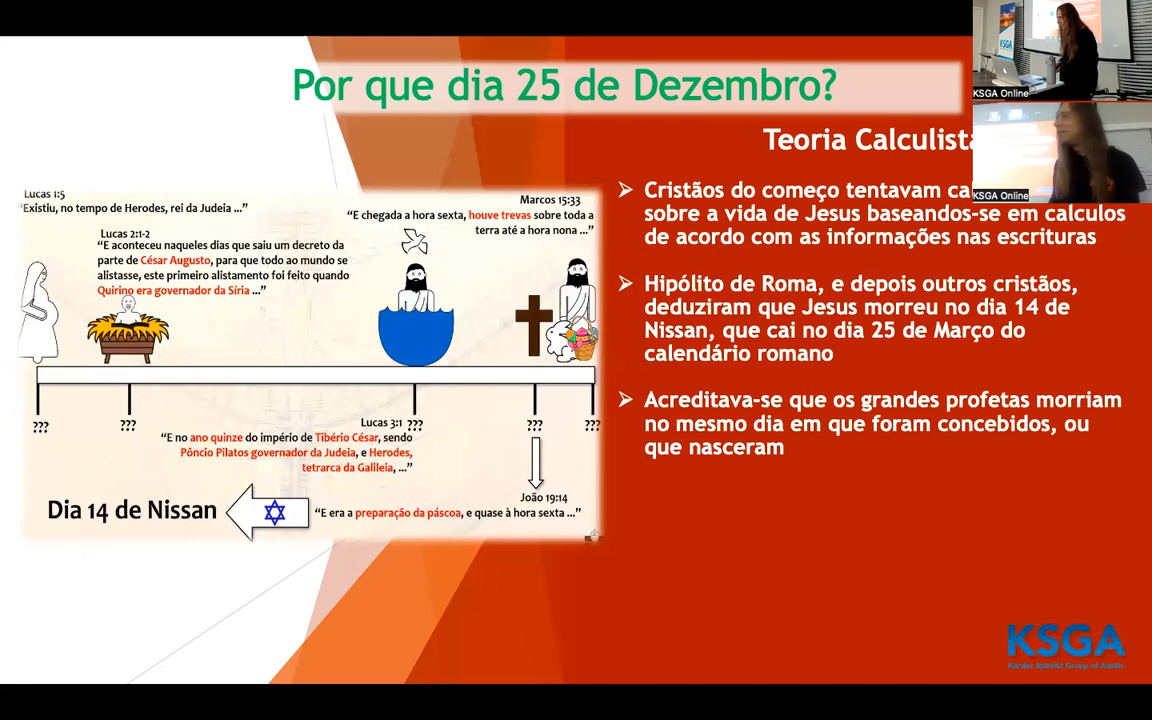 Por que dia 25 de Dezembro?
Teoria Calculista
Lucas 1:5
“Existiu, no tempo de Herodes, rei da Judeia ...”
Lucas 2:1-2
“E aconteceu naqueles dias que saiu um decreto da
parte de César Augusto, para que todo ao mundo se
alistasse, este primeiro alistamento foi feito quando
Quirino era governador da Síria ...”
Marcos 15:33
“E chegada a hora sexta, houve trevas sobre toda a
terra até a hora nona ...”
??? ??? ??? ??? ???
Lucas 3:1
“E no ano quinze do império de Tibério César, sendo
Pôncio Pilatos governador da Judeia, e Herodes,
tetrarca da Galileia, ...”
João 19:14
“E era a preparação da páscoa, e quase à hora sexta ...”
Dia 14 de Nissan
Cristãos do começo tentavam
sobre a vida de Jesus baseandos-se em calculos
de acordo com as informações nas escrituras
Hipólito de Roma, e depois outros cristãos,
deduziram que Jesus morreu no dia 14 de
Nissan, que cai no dia 25 de Março do
calendário romano
Acreditava-se que os grandes profetas morriam
no mesmo dia em que foram concebidos, ou
que nasceram
KSGA
Kardec Spiritist Group of Austin
KSGA
KSGA Online
KSGA Online